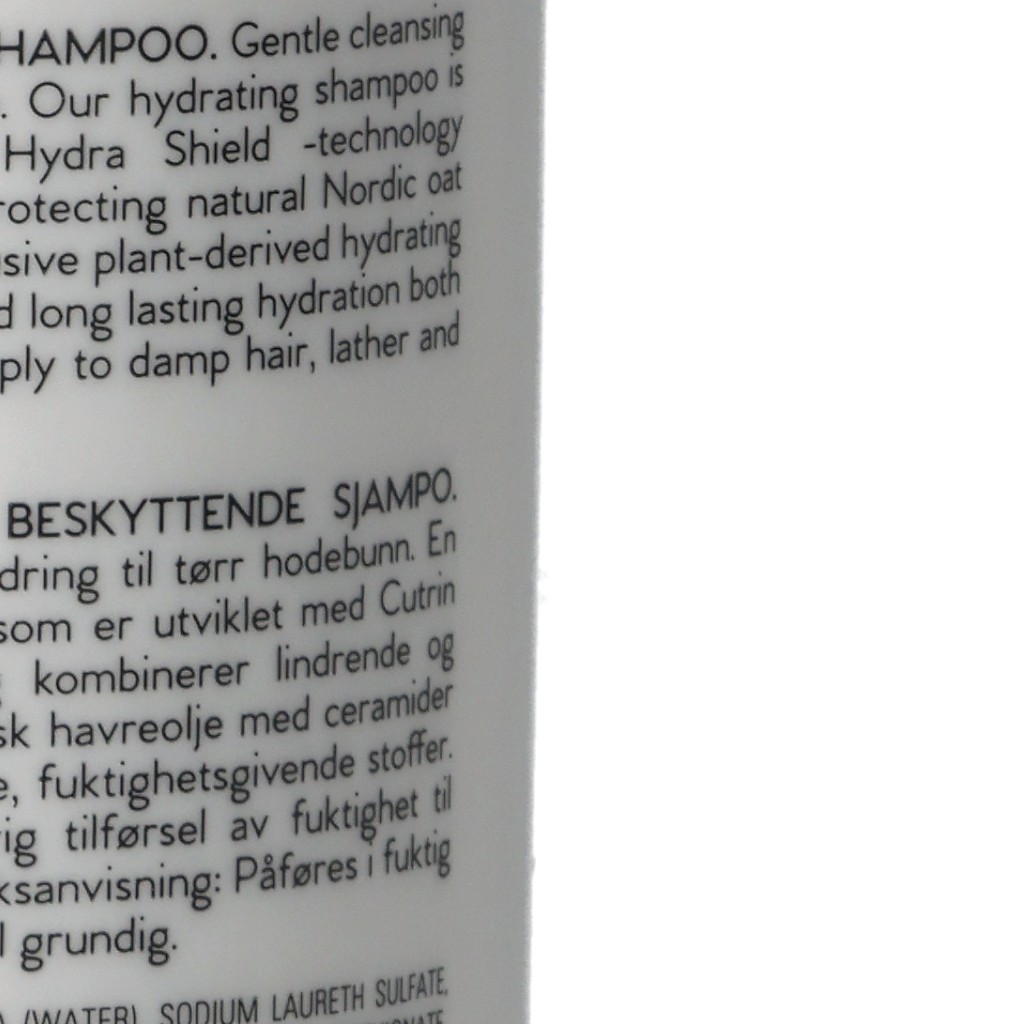 HAMPOO. Gentle cleansing
. Our hydrating shampoo is
Hydra Shield -technology
rotecting natural Nordic oat
sive plant-derived hydrating
d long lasting hydration both
ply to damp hair, lather and
BESKYTTENDE SJAMPO.
dring til tørr hodebunn. En
som er utviklet med Cutrin
kombinerer lindrende og
sk havreolje med ceramider
e, fuktighetsgivende stoffer.
ig tilførsel av fuktighet til
ksanvisning: Påføres i fuktig
l grundig.
(WATER), SODIUM LAURETH SULFATE,